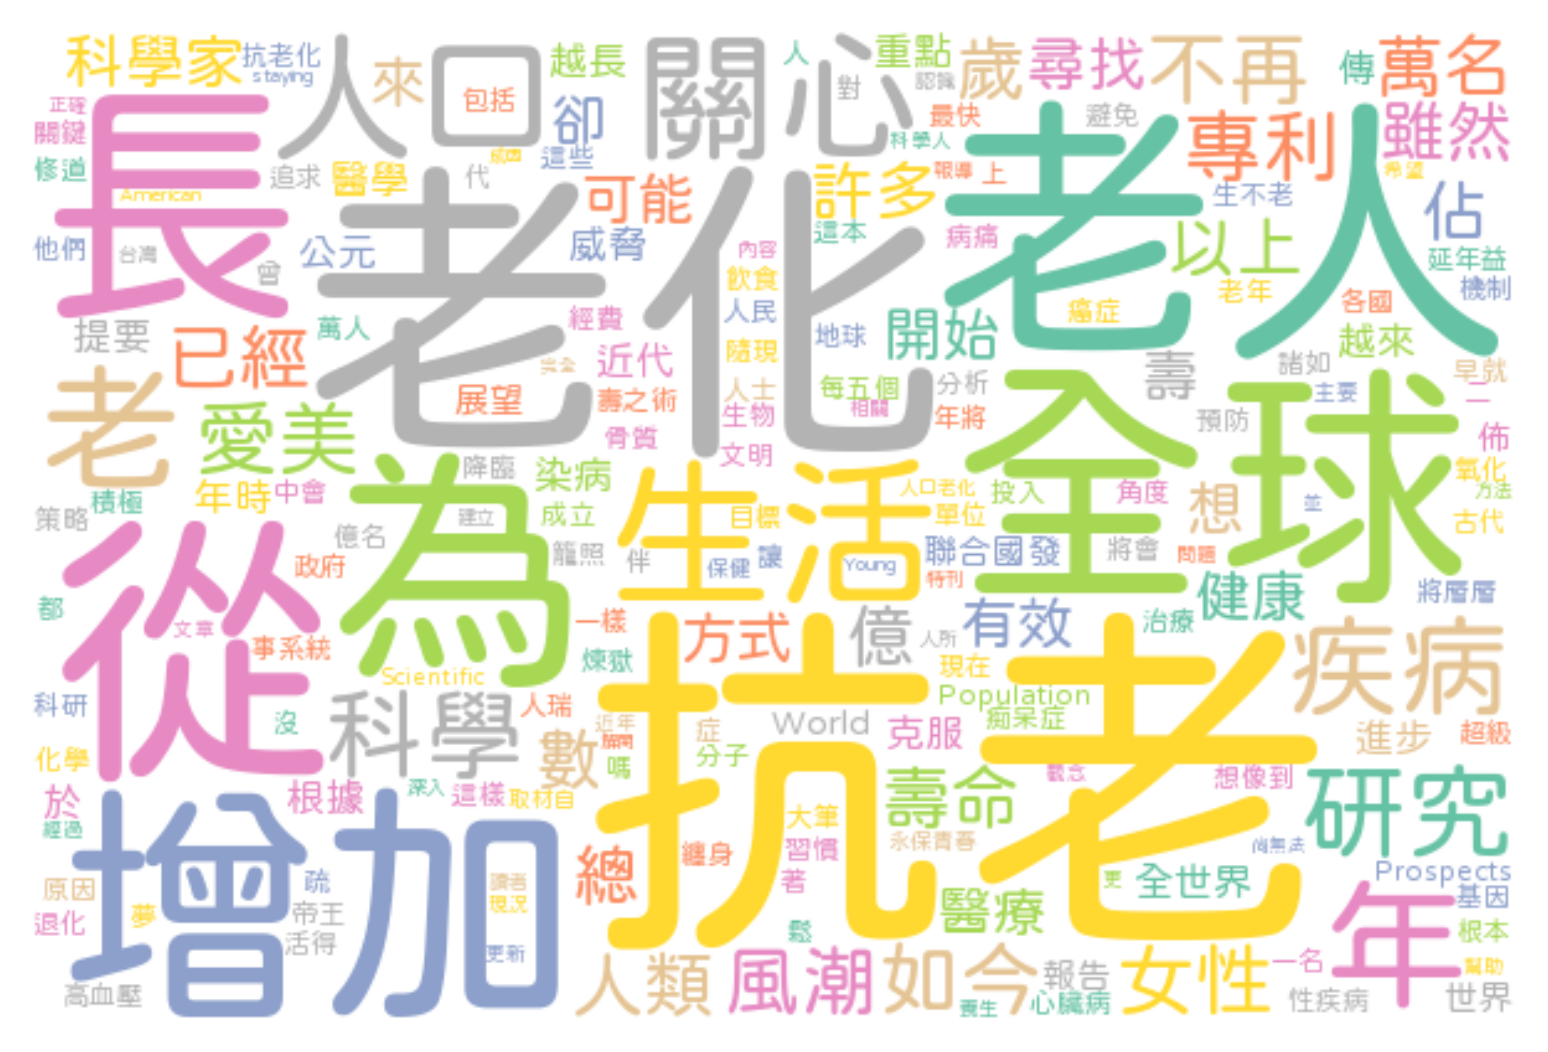 科學家
抗老化
staying
人口
來
包括
越長
卻
這些
關心
人
對
重點
認識
歲
尋找
不再
傳
萬名
正確
關鍵
修道
長
American
追求
醫學
代
可能
許多
科學人
最快
報導
上
避免
專利
雖然
希望
他們
台灣
曾
公元
老化
威脅
內容
這本
病痛
老人
生不老
以上
佔
延年益
機制
提要
已經
萬人
經費
飲食
人民
隨現
地球
開始
癌症
老年
各國
越來
老
愛美
展望
完全
近代
壽之術
骨質
人士
生物
文明
每五個
相關
分析
年將
壽
諸如
預防
主要
早就
二
佈
全球
積極
策略
年時
中會
億名
政府
降臨
建立
為
染病
成立
籠照
伴
生活
目標
保健
讓
Young
人口老化
單位
投入
角度
聯合國發
特刊
將會
問題
想
並
氧化
方法
古代
都
從
文章
事系統
Scientific
一樣
煉獄
方式
億
人所
有效
現在
治療
健康
將層層
疾病
科研
化學
沒
科學
人瑞
近年
數
嗎
症
分子
World
Population
痴呆症
克服
觀念
進步
超級
想像到
於
經過
根據
深入
這樣
取材自
抗老
大筆
習慣
著
壽命
永保青春
尚無法
研究
增加
原因
退化
夢
疏
帝王
活得
高血壓
讀者
現況
更新
總
纏身
鬆
醫療
更
全世界
Prospects
基因
根本
年
幫助
人類
風潮
如今
養生
報告
心臟病
女性
一名
性疾病
世界